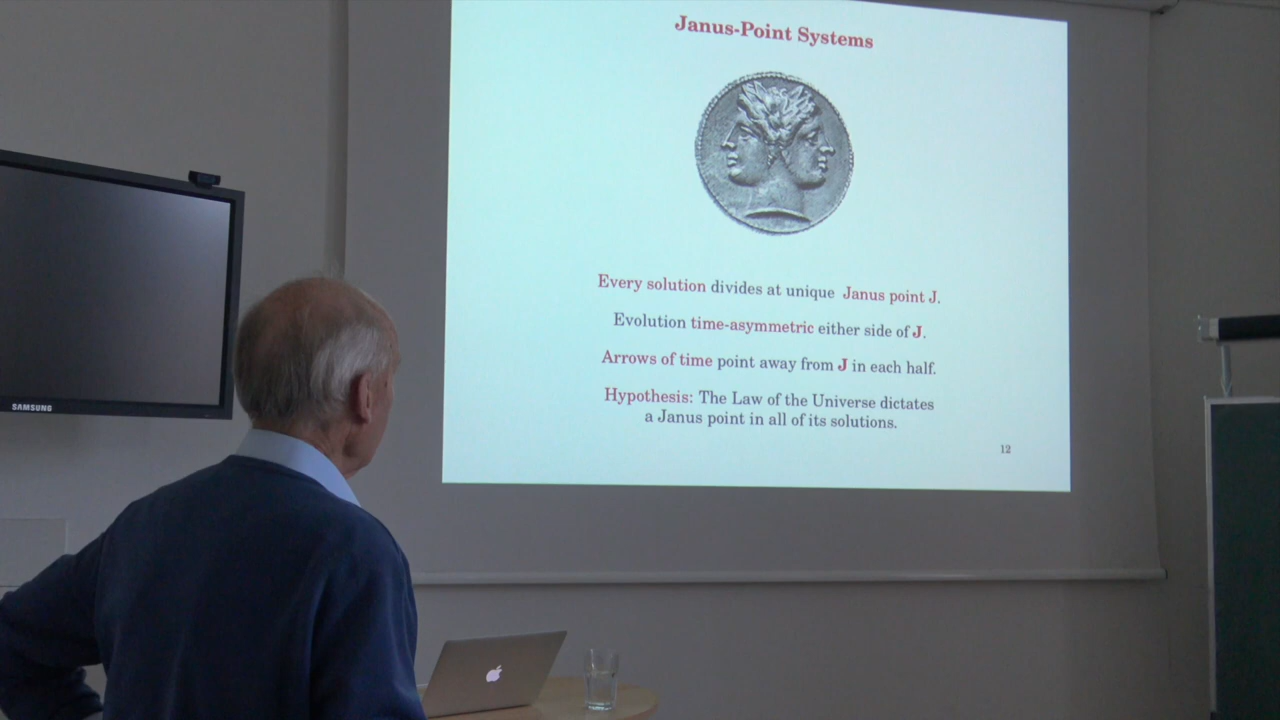 Janus-Point Systems
Every solution divides at unique Janus point J.
Evolution time-asymmetric either side of J.
Arrows of time point away from J in each half.
Hypothesis: The Law of the Universe dictates
a Janus point in all of its solutions.
12
SAMSUNG